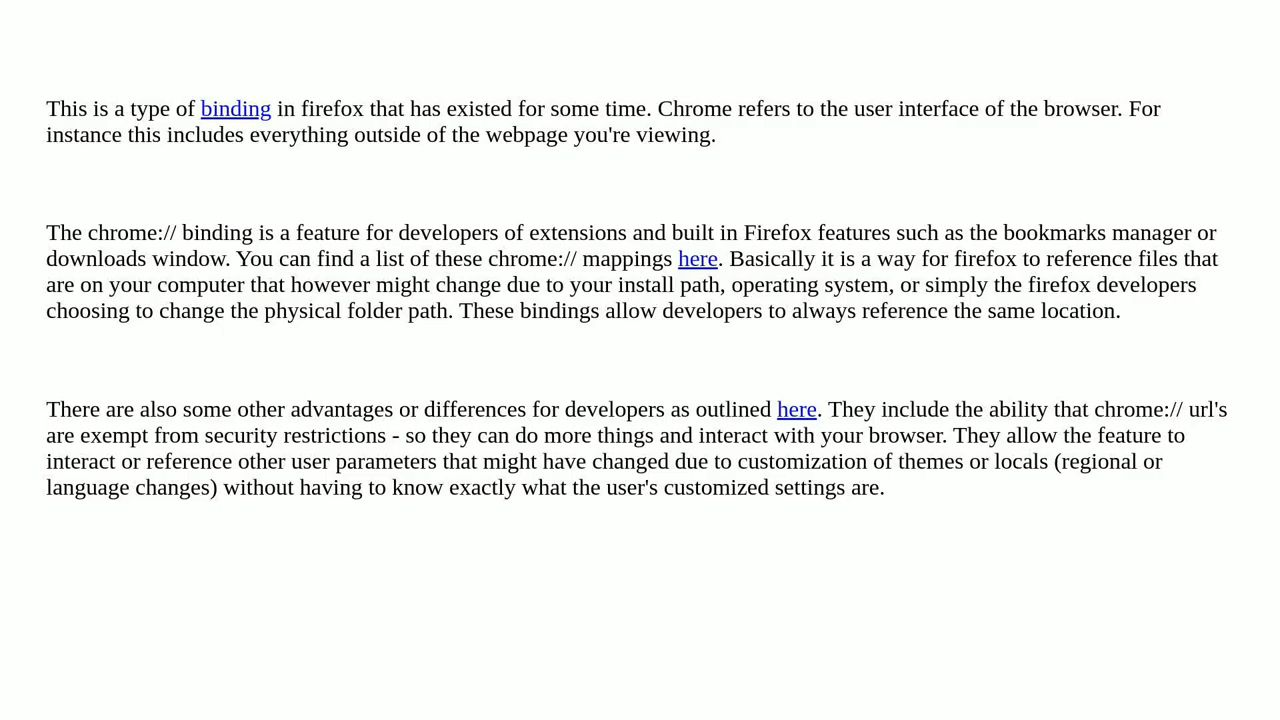 This is a type of binding in firefox that has existed for some time. Chrome refers to the user interface of the browser. For
instance this includes everything outside of the webpage you're viewing.
The chrome:// binding is a feature for developers of extensions and built in Firefox features such as the bookmarks manager or
downloads window. You can find a list of these chrome:// mappings here. Basically it is a way for firefox to reference files that
are on your computer that however might change due to your install path, operating system, or simply the firefox developers
choosing to change the physical folder path. These bindings allow developers to always reference the same location.
There are also some other advantages or differences for developers as outlined here. They include the ability that chrome:// url's
are exempt from security restrictions - so they can do more things and interact with your browser. They allow the feature to
interact or reference other user parameters that might have changed due to customization of themes or locals (regional or
language changes) without having to know exactly what the user's customized settings are.